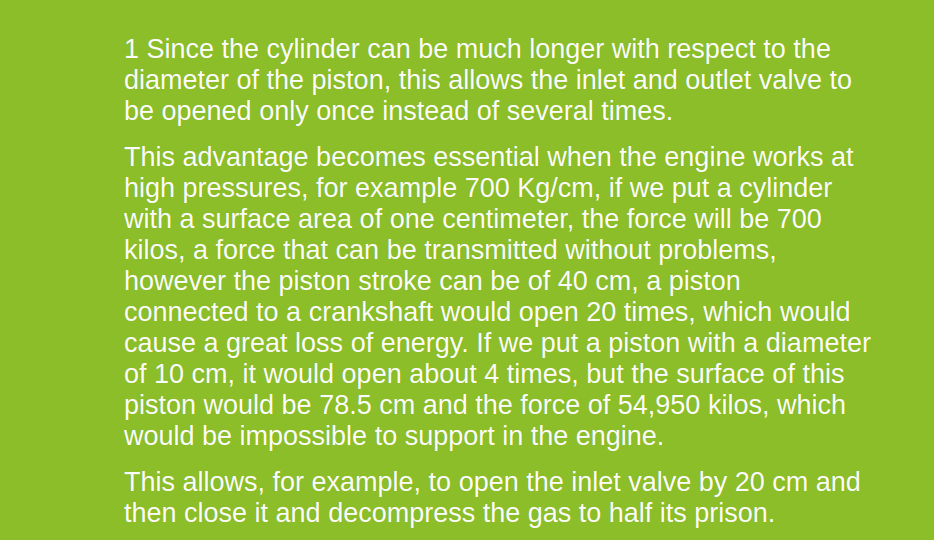 1 Since the cylinder can be much longer with respect to the
diameter of the piston, this allows the inlet and outlet valve to
be opened only once instead of several times.
This advantage becomes essential when the engine works at
high pressures, for example 700 Kg/cm, if we put a cylinder
with a surface area of one centimeter, the force will be 700
kilos, a force that can be transmitted without problems,
however the piston stroke can be of 40 cm, a piston
connected to a crankshaft would open 20 times, which would
cause a great loss of energy. If we put a piston with a diameter
of 10 cm, it would open about 4 times, but the surface of this
piston would be 78.5 cm and the force of 54,950 kilos, which
would be impossible to support in the engine.
This allows, for example, to open the inlet valve by 20 cm and
then close it and decompress the gas to half its prison.